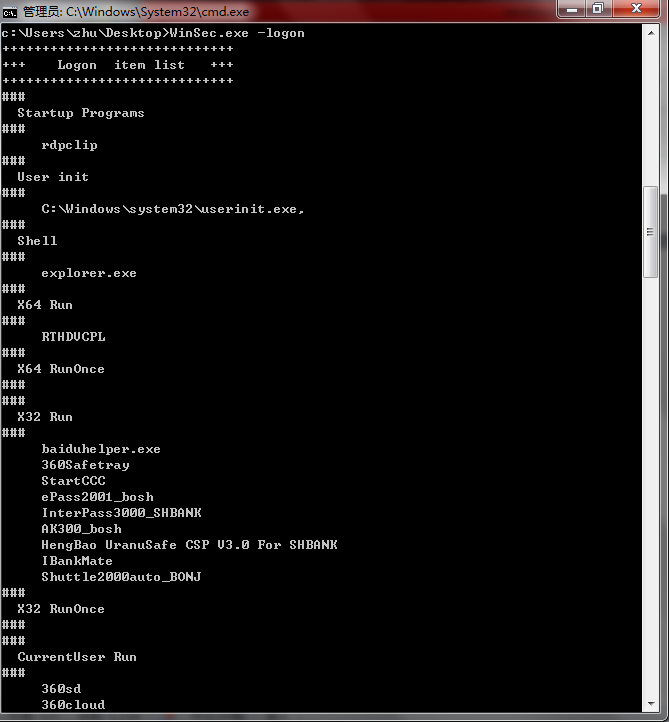 管理员: C:\Windows\System32\cmd.exe
c:\Users\zhu\Desktop>WinSec.exe -logon
+++++++++++++++++++++++++++++
+++    Logon  item list   +++
+++++++++++++++++++++++++++++
###
  Startup Programs
###
     rdpclip
###
  User init
###
     C:\Windows\system32\userinit.exe,
###
  Shell
###
     explorer.exe
###
  X64 Run
###
     RTHDVCPL
###
  X64 RunOnce
###
###
  X32 Run
###
     baiduhelper.exe
     360Safetray
     StartCCC
     ePass2001_bosh
     InterPass3000_SHBANK
     AK300_bosh
     HengBao UranuSafe CSP V3.0 For SHBANK
     IBankMate
     Shuttle2000auto_BONJ
###
  X32 RunOnce
###
###
  CurrentUser Run
###
     360sd
     360cloud